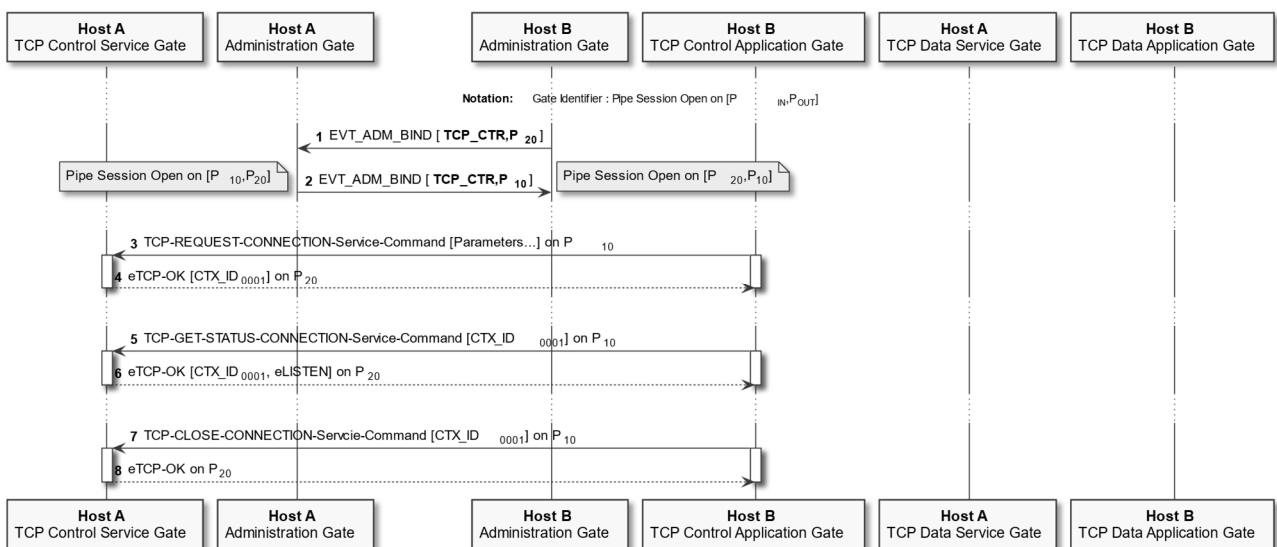 Host A
TCP Control Service Gate
Host A
Administration Gate
Host B
Administration Gate
Host B
TCP Control Application Gate
Host A
TCP Data Service Gate
Host B
TCP Data Application Gate
Notation: Gate Identifier : Pipe Session Open on [P IN,POUT]
1 EVT_ADM_BIND [ TCP_CTR,P 20 ]
Pipe Session Open on [P 10,P20]
2 EVT_ADM_BIND [ TCP_CTR,P 10 ]
Pipe Session Open on [P 20,P10]
3 TCP-REQUEST-CONNECTION-Service-Command [Parameters...] on P 10
4 eTCP-OK [CTX_ID 0001] on P 20
5 TCP-GET-STATUS-CONNECTION-Service-Command [CTX_ID 0001] on P 10
6 eTCP-OK [CTX_ID 0001, eLISTEN] on P 20
7 TCP-CLOSE-CONNECTION-Servcie-Command [CTX_ID 0001] on P 10
8 eTCP-OK on P 20
Host A
TCP Control Service Gate
Host A
Administration Gate
Host B
Administration Gate
Host B
TCP Control Application Gate
Host A
TCP Data Service Gate
Host B
TCP Data Application Gate